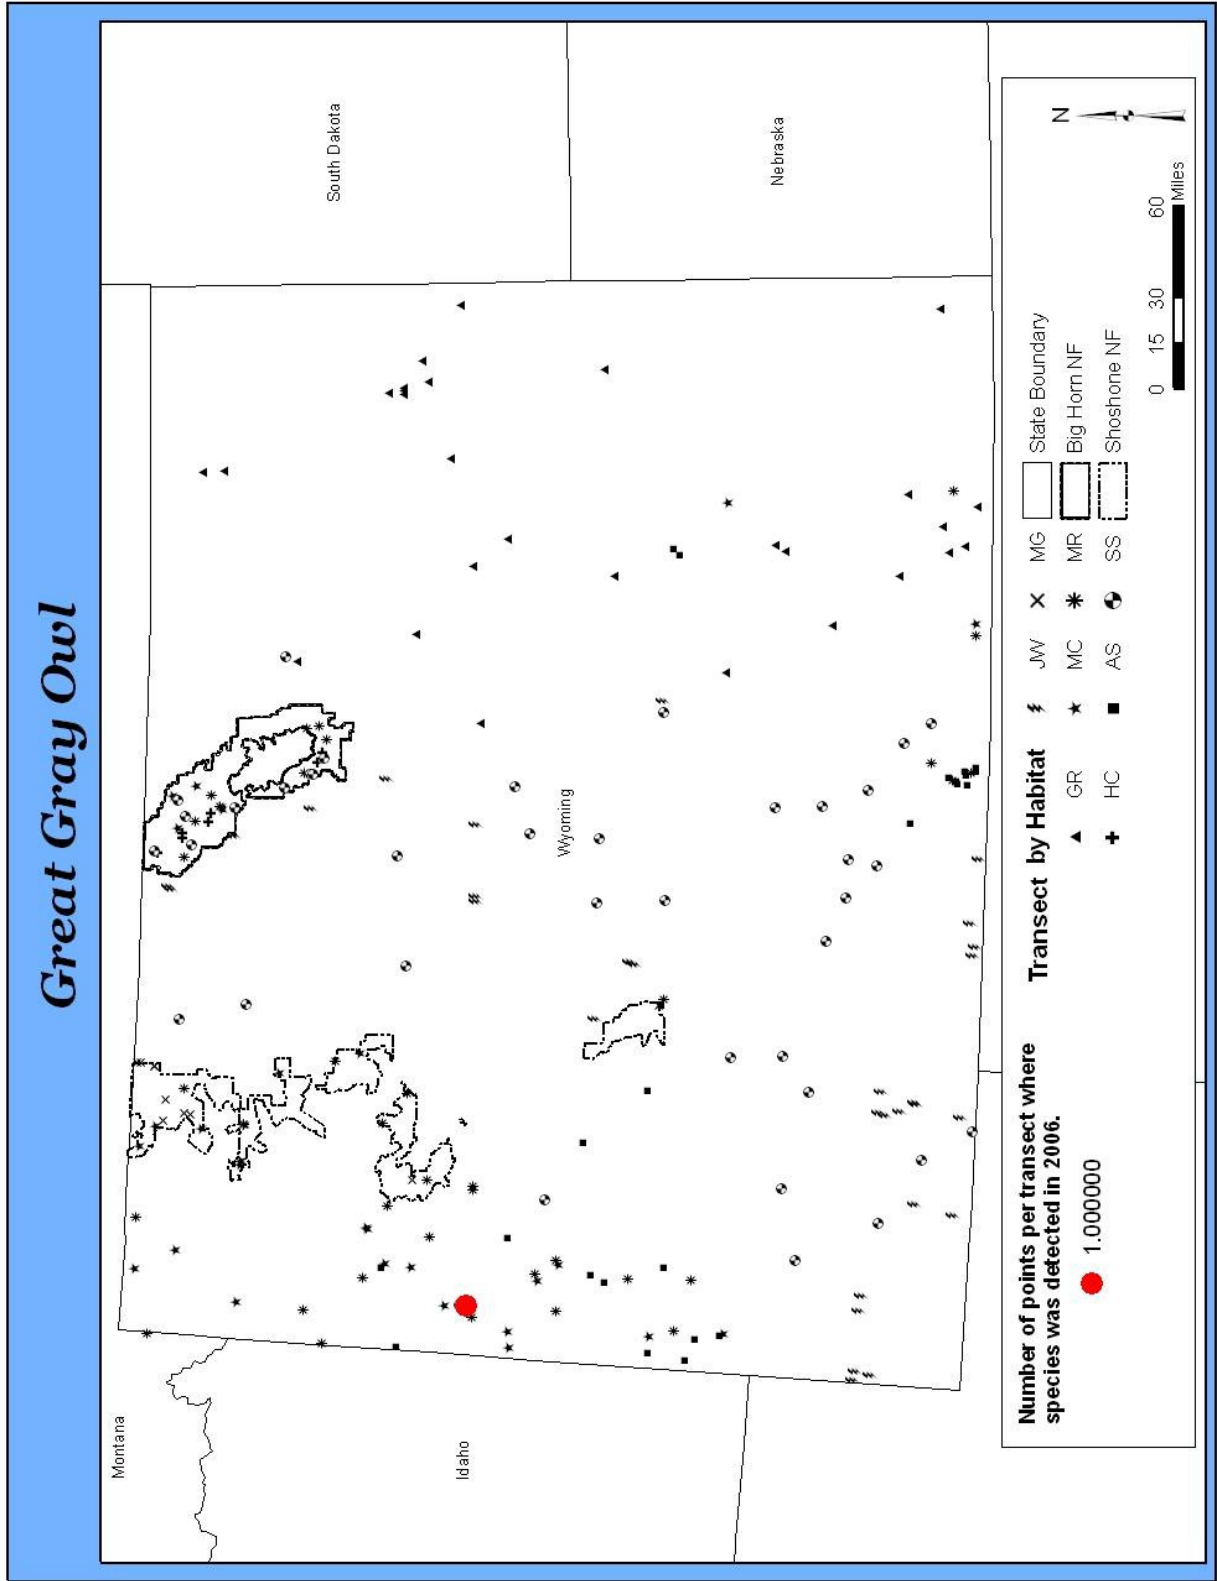 Great Gray Owl
Montana
Idaho
Wyoming
South Dakota
Nebraska
Number of points per transect where
species was detected in 2006.
1.000000
Transect by Habitat
GR
HC
JW
MC
AS
MG
MR
SS
State Boundary
Big Horn NF
Shoshone NF
N
0 15 30 60
Miles